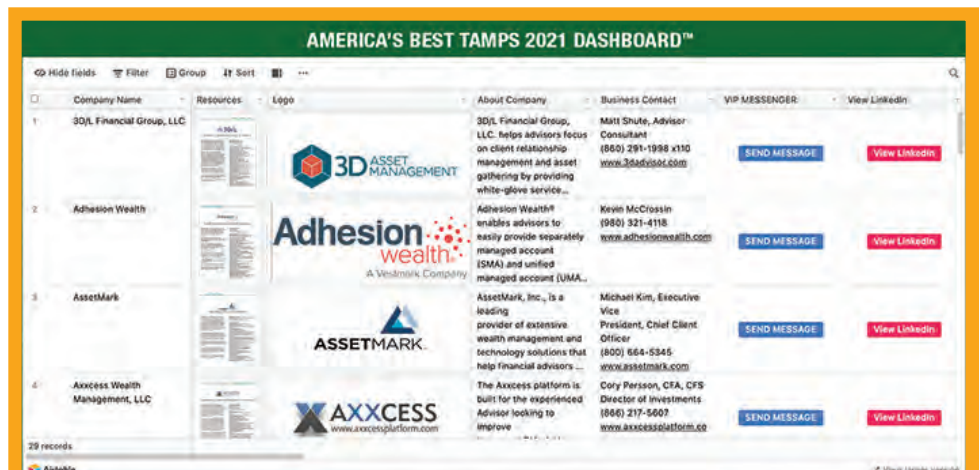 AMERICA'S BEST TAMPS 2021 DASHBOARD™
Hide fields Filter Group Sort ...
Company Name Resources Logo About Company Business Contact VIP MESSENGER View LinkedIn
1 3D/L Financial Group, LLC
3D ASSET MANAGEMENT
3D/L Financial Group,
LLC. helps advisors focus
on client relationship
management and asset
gathering by providing
white-glove service...
Matt Shute, Advisor
Consultant
(860) 291-1998 x110
www.3dadvisor.com
SEND MESSAGE
View LinkedIn
2 Adhesion Wealth
Adhesion
wealth
A Vestmark Company
Adhesion Wealth®
enables advisors to
easily provide separately
managed account
(SMA) and unified
managed account (UMA...
Kevin McCrossin
(980) 321-4118
www.adhesionwealth.com
SEND MESSAGE
View LinkedIn
3 AssetMark
ASSETMARK
AssetMark, Inc., is a
leading
provider of extensive
wealth management and
technology solutions that
help financial advisors ...
Michael Kim, Executive
Vice
President, Chief Client
Officer
(800) 664-5345
www.assetmark.com
SEND MESSAGE
View LinkedIn
4 Axxcess Wealth
Management, LLC
AXXCESS
www.axxcessplatform.com
The Axxcess platform is
built for the experienced
Advisor looking to
improve
Cory Persson, CFA, CFS
Director of Investments
(866) 217-5607
www.axxcessplatform.co
SEND MESSAGE
View LinkedIn
29 records
Airtable